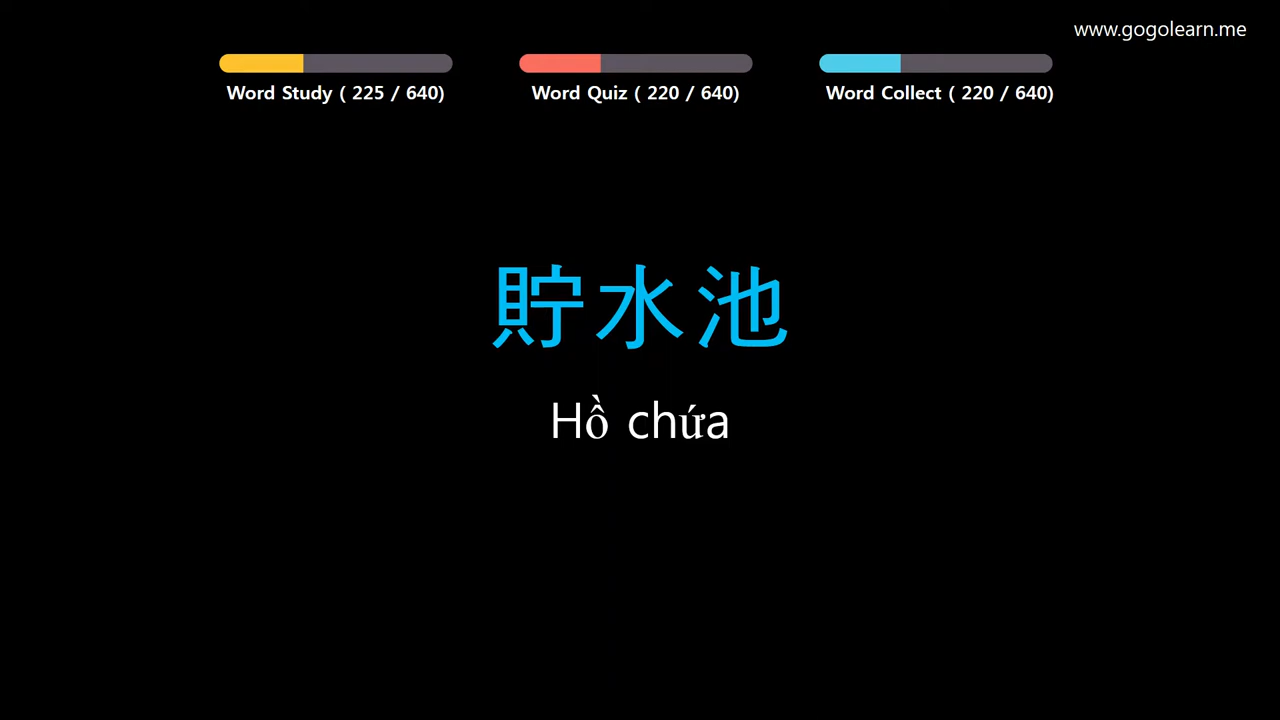 www.gogolearn.me
Word Study ( 225 / 640)
Word Quiz ( 220 / 640)
Word Collect ( 220 / 640)
貯水池
Hồ chứa